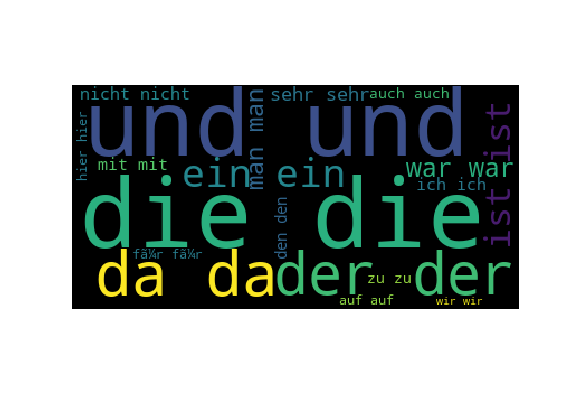 nicht nicht
sehr sehr
auch auch
und und
hier hier
man man
ist ist
mit mit
ein ein
war war
ich ich
die die
den den
fã¼r fã¼r
da da
der der
zu zu
auf auf
wir wir